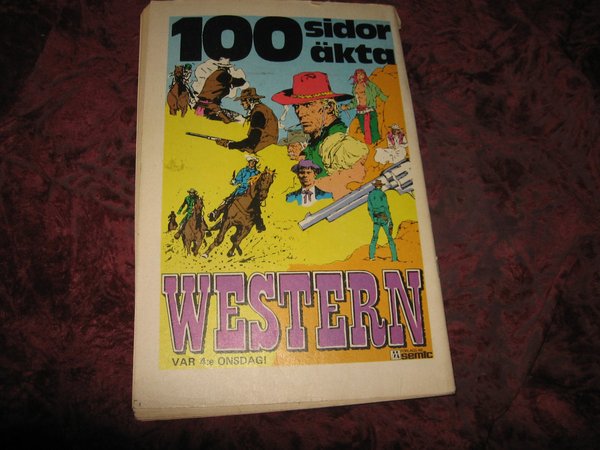 100 sidor
äkta
WESTERN
VAR 4:e ONSDAG!
semic